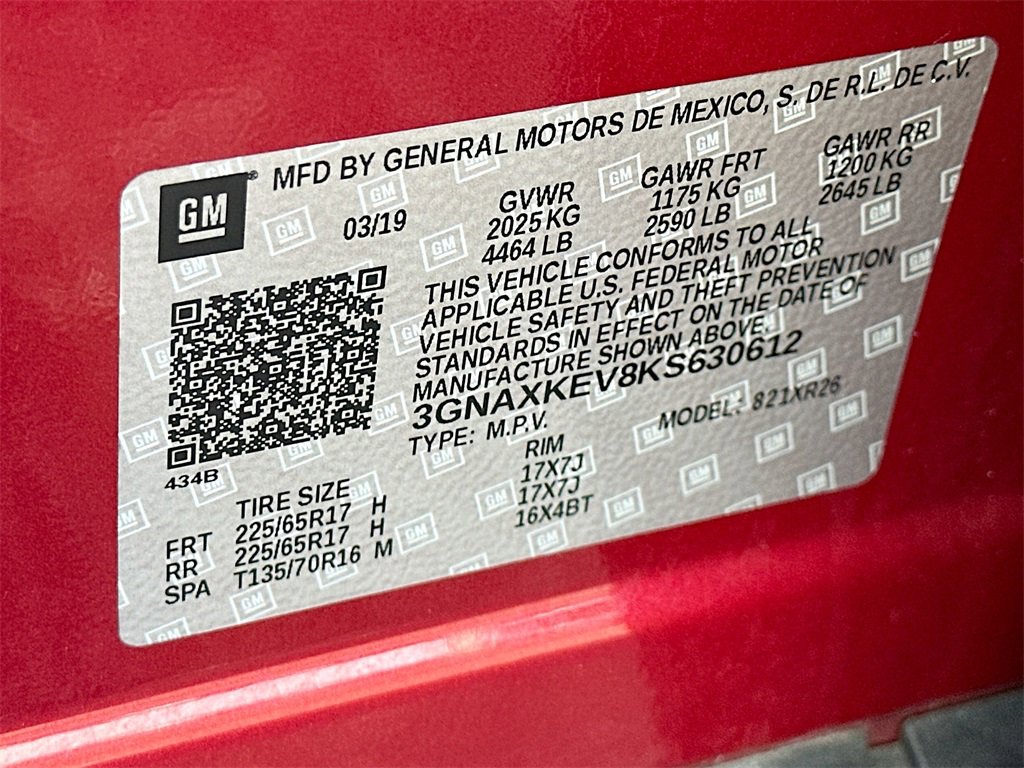 MFD BY GENERAL MOTORS DE MEXICO, S. DE R.L. DE C.V.
GM®
03/19
GVWR
2025 KG
4464 LB
GAWR FRT
1175 KG
2590 LB
GAWR RR
1200 KG
2645 LB
THIS VEHICLE CONFORMS TO ALL
APPLICABLE U.S. FEDERAL MOTOR
VEHICLE SAFETY AND THEFT PREVENTION
STANDARDS IN EFFECT ON THE DATE OF
MANUFACTURE SHOWN ABOVE.
3GNAXKEV8KS630612
TYPE: M.P.V.
MODEL: 821XR26
434B
TIRE SIZE RIM
FRT 225/65R17 H 17X7J
RR 225/65R17 H 17X7J
SPA T135/70R16 M 16X4BT